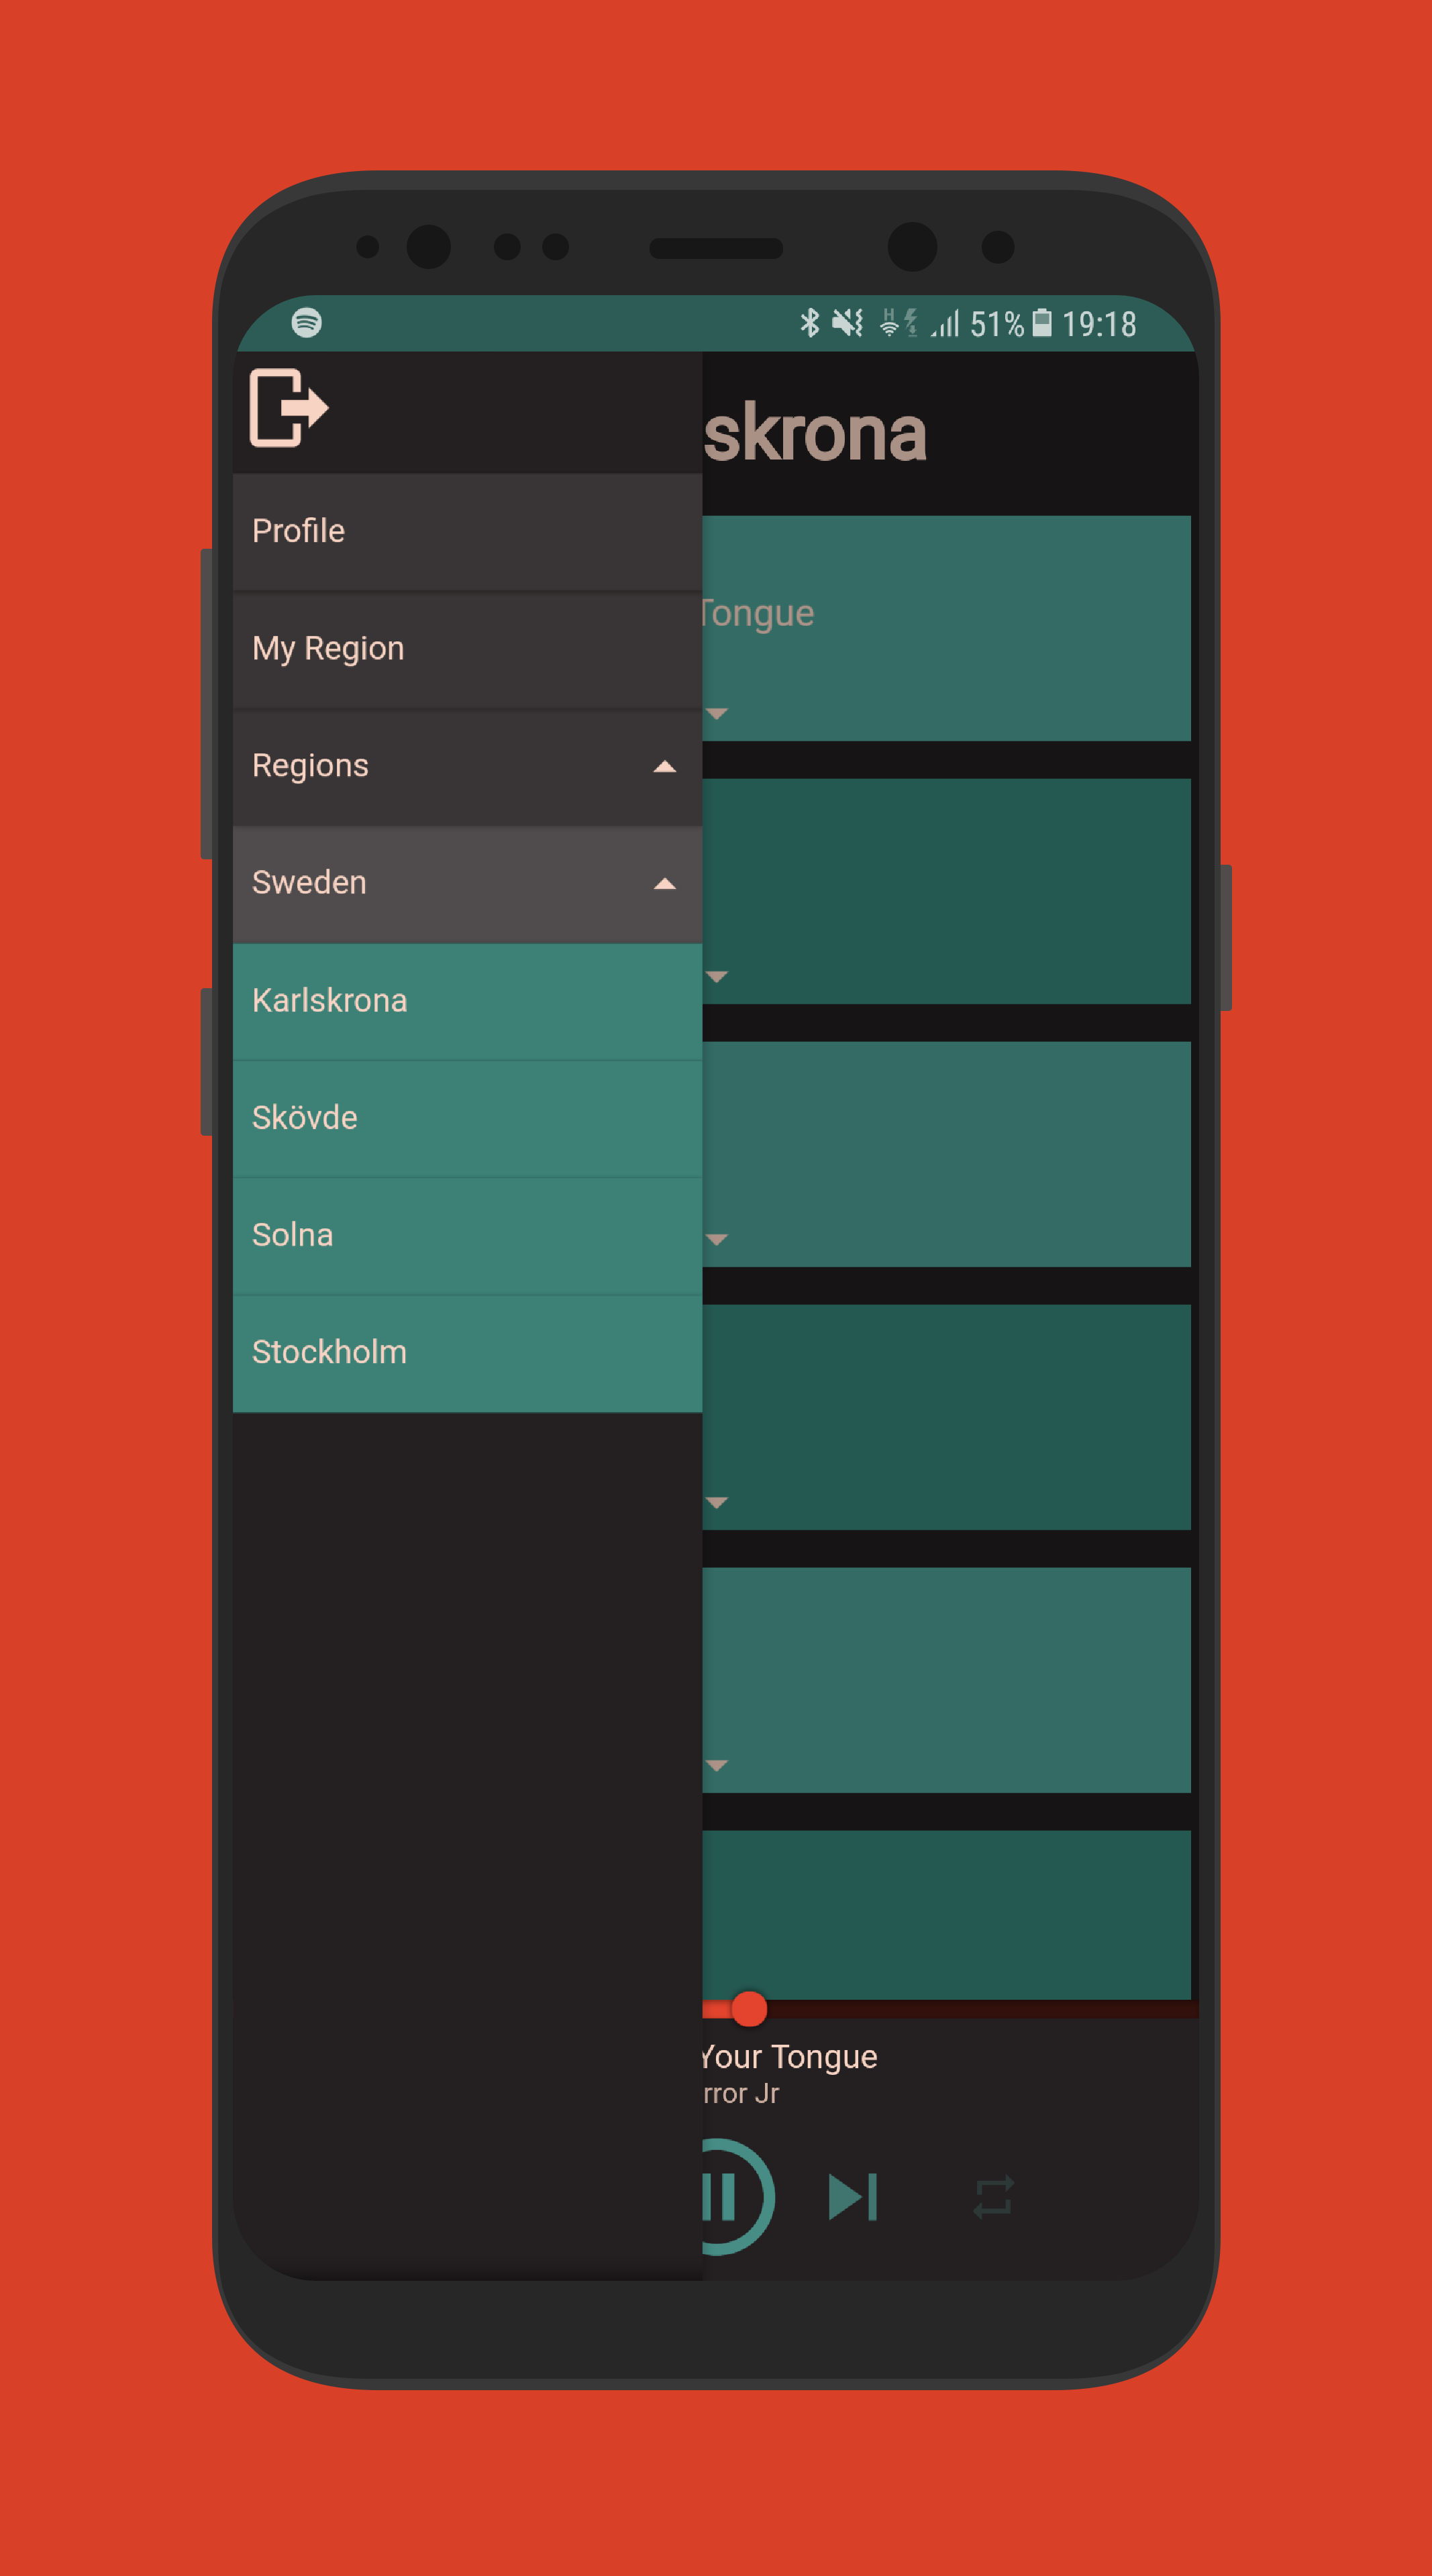 51% 19:18
skrona
Profile
My Region
Regions
Sweden
Karlskrona
Skövde
Solna
Stockholm
Tongue
Your Tongue
rror Jr